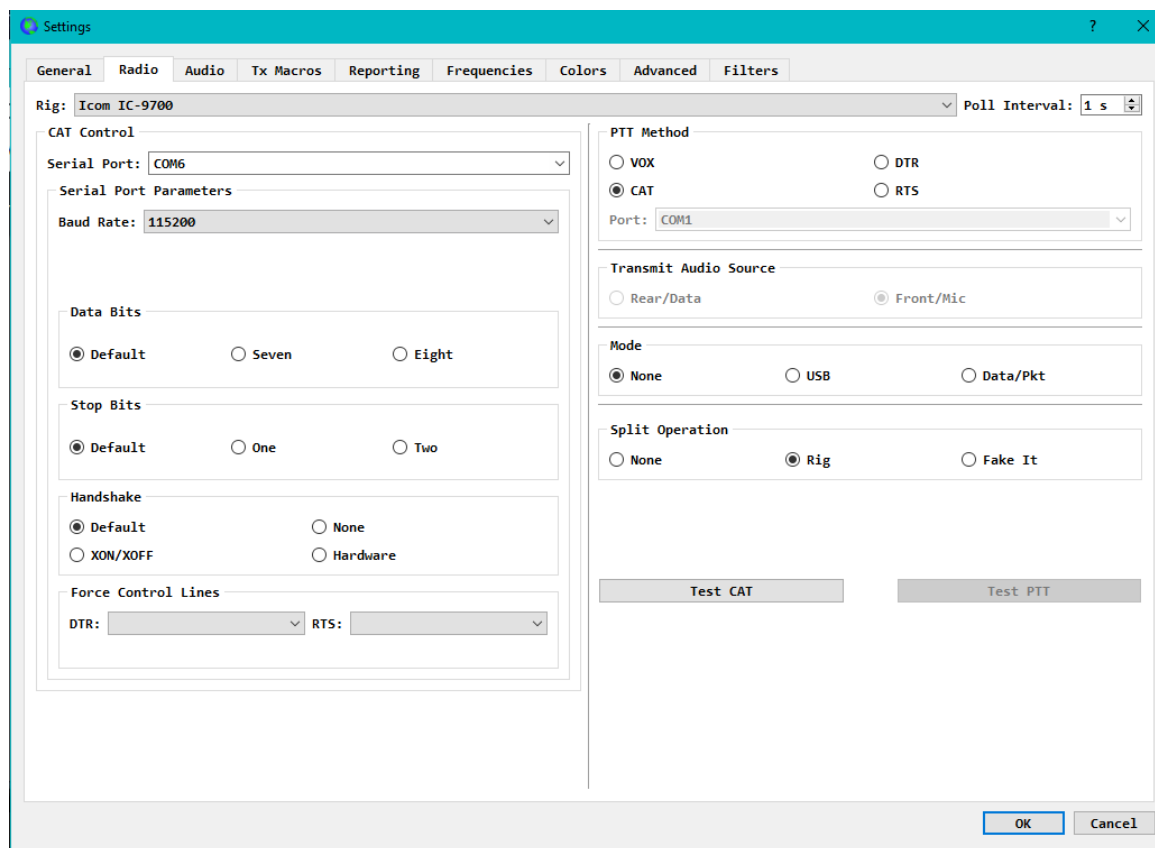 Settings ?
General Radio Audio Tx Macros Reporting Frequencies Colors Advanced Filters
Rig: Icom IC-9700 Poll Interval: 1 s
CAT Control
Serial Port: COM6
Serial Port Parameters
Baud Rate: 115200
Data Bits
Default Seven Eight
Stop Bits
Default One Two
Handshake
Default None
XON/XOFF Hardware
Force Control Lines
DTR: RTS:
PTT Method
VOX DTR
CAT RTS
Port: COM1
Transmit Audio Source
Rear/Data Front/Mic
Mode
None USB Data/Pkt
Split Operation
None Rig Fake It
Test CAT Test PTT
OK Cancel